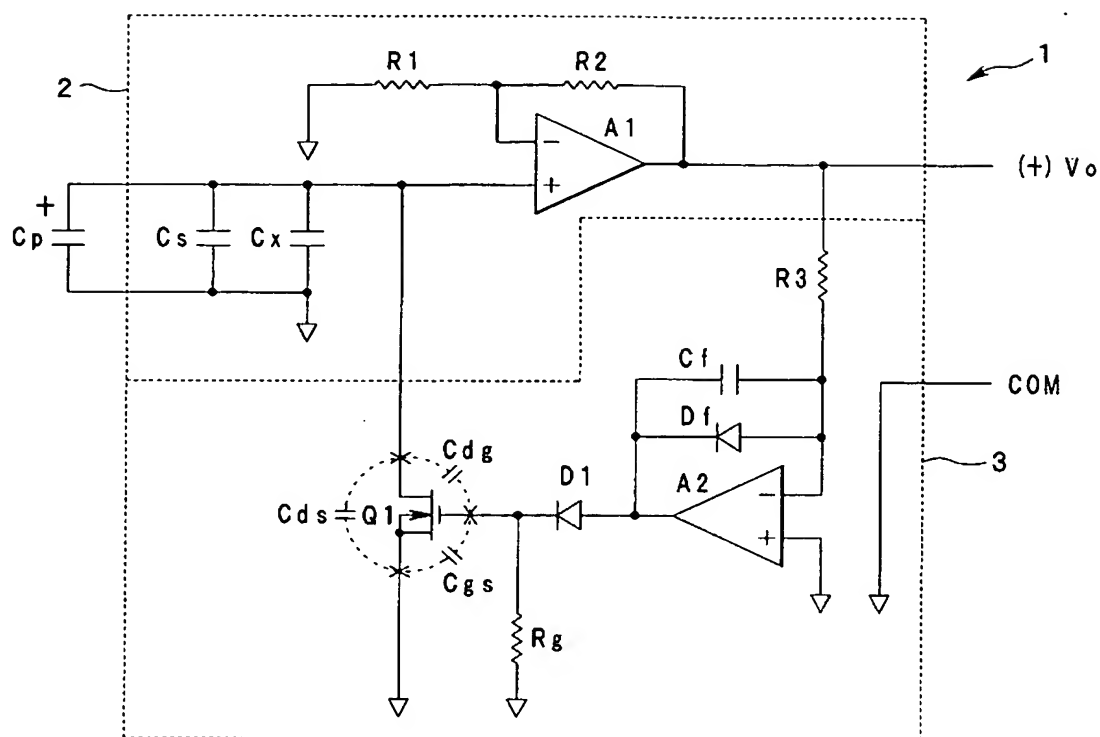 1
2
R1
R2
A1
(+) Vo
+
Cp
Cs
Cx
−
+
R3
Cf
Df
COM
Cdg
D1
A2
−
+
3
Cds
Q1
Cgs
Rg